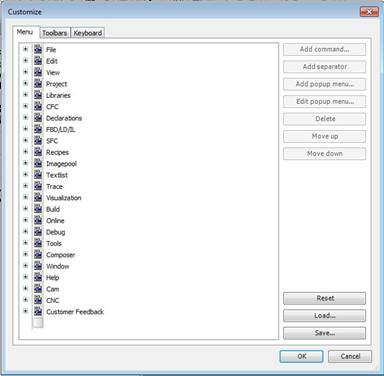 Customize
Menu Toolbars Keyboard
File
Edit
View
Project
Libraries
CFC
Declarations
FBD/LD/IL
SFC
Recipes
Imagepool
Textlist
Trace
Visualization
Build
Online
Debug
Tools
Composer
Window
Help
Cam
CNC
Customer Feedback
Add command...
Add separator
Add popup menu...
Edit popup menu...
Delete
Move up
Move down
Reset
Load...
Save...
OK Cancel